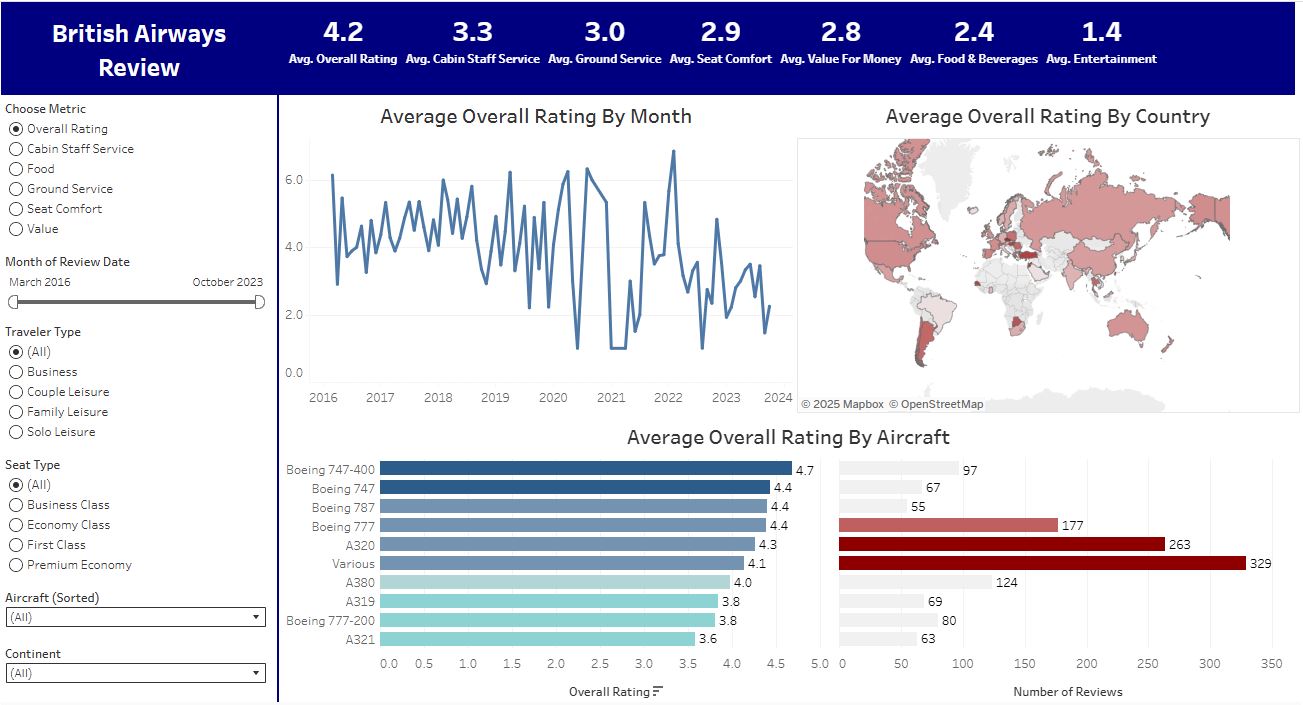 British Airways
Review
4.2 3.3 3.0 2.9 2.8 2.4 1.4
Avg. Overall Rating Avg. Cabin Staff Service Avg. Ground Service Avg. Seat Comfort Avg. Value For Money Avg. Food & Beverages Avg. Entertainment
Choose Metric
Overall Rating
Cabin Staff Service
Food
Ground Service
Seat Comfort
Value
Month of Review Date
March 2016 October 2023
Traveler Type
(All)
Business
Couple Leisure
Family Leisure
Solo Leisure
Seat Type
(All)
Business Class
Economy Class
First Class
Premium Economy
Aircraft (Sorted)
(All)
Continent
(All)
Average Overall Rating By Month
6.0
4.0
2.0
0.0
2016 2017 2018 2019 2020 2021 2022 2023 2024
Average Overall Rating By Country
© 2025 Mapbox © OpenStreetMap
Average Overall Rating By Aircraft
Boeing 747-400 4.7 97
Boeing 747 4.4 67
Boeing 787 4.4 55
Boeing 777 4.4 177
A320 4.3 263
Various 4.1 329
A380 4.0 124
A319 3.8 69
Boeing 777-200 3.8 80
A321 3.6 63
0.0 0.5 1.0 1.5 2.0 2.5 3.0 3.5 4.0 4.5 5.0 0 50 100 150 200 250 300 350
Overall Rating Number of Reviews